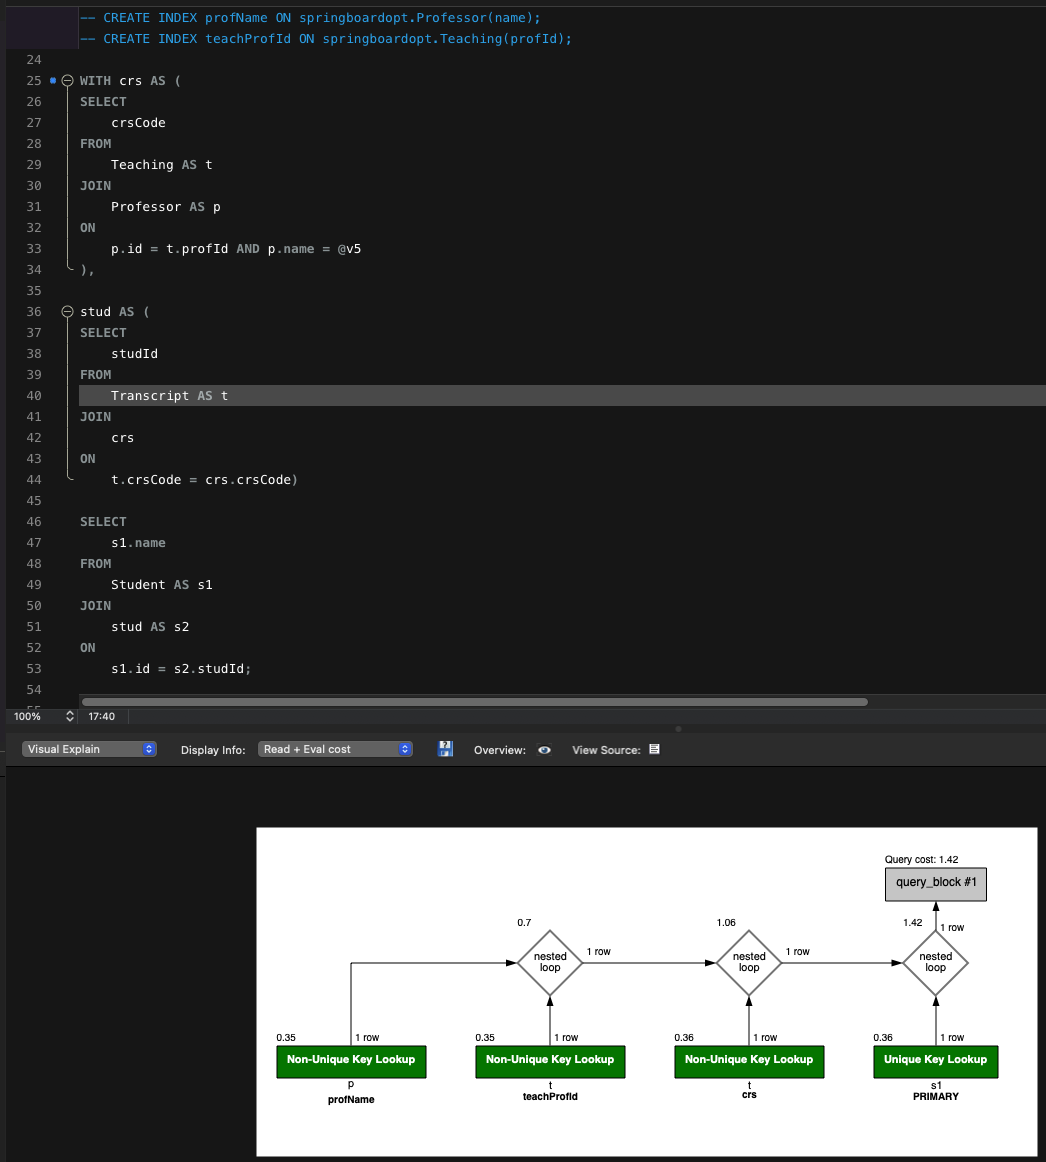 -- CREATE INDEX profName ON springboardopt.Professor(name);
-- CREATE INDEX teachProfId ON springboardopt.Teaching(profId);
24
25 WITH crs AS (
26 SELECT
27 crsCode
28 FROM
29 Teaching AS t
30 JOIN
31 Professor AS p
32 ON
33 p.id = t.profId AND p.name = @v5
34 ),
35
36 stud AS (
37 SELECT
38 studId
39 FROM
40 Transcript AS t
41 JOIN
42 crs
43 ON
44 t.crsCode = crs.crsCode)
45
46 SELECT
47 s1.name
48 FROM
49 Student AS s1
50 JOIN
51 stud AS s2
52 ON
53 s1.id = s2.studId;
54
100% 17:40
Visual Explain Display Info: Read + Eval cost Overview: View Source:
Query cost: 1.42
query_block #1
0.7 1.06 1.42 1 row
nested loop 1 row nested loop 1 row nested loop
0.35 1 row 0.35 1 row 0.36 1 row 0.36 1 row
Non-Unique Key Lookup Non-Unique Key Lookup Non-Unique Key Lookup Unique Key Lookup
p t t s1
profName teachProfId crs PRIMARY